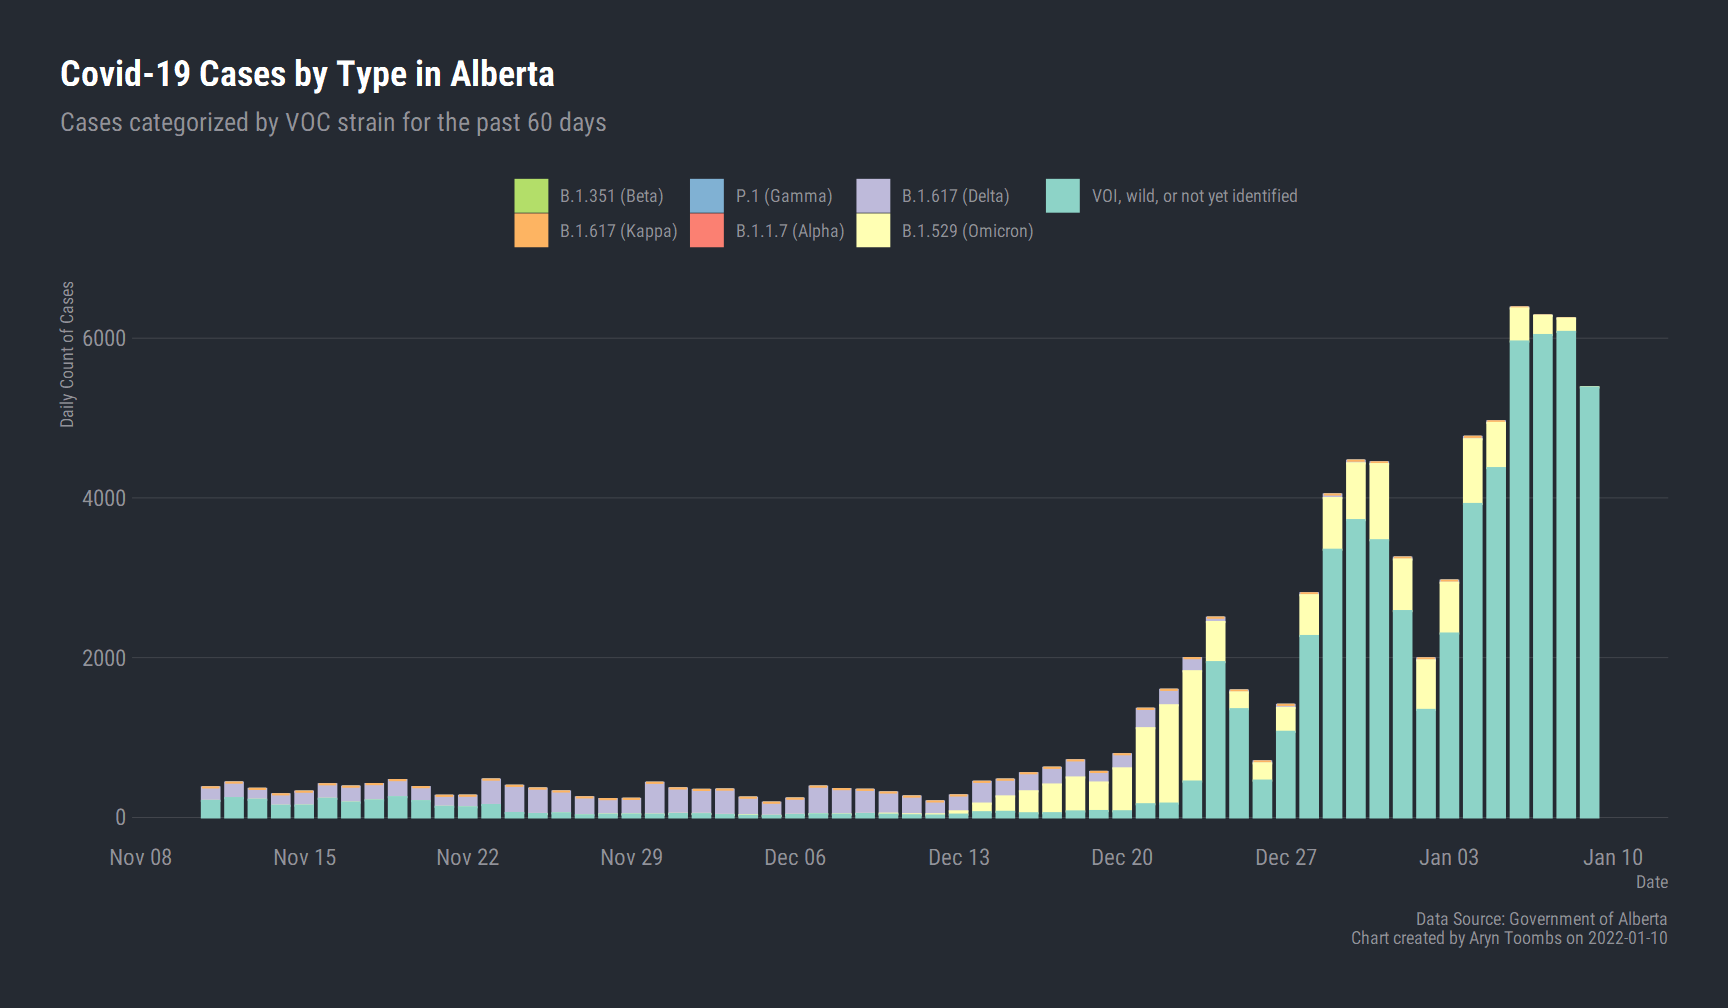 Covid-19 Cases by Type in Alberta
Cases categorized by VOC strain for the past 60 days
B.1.351 (Beta) P.1 (Gamma) B.1.617 (Delta) VOI, wild, or not yet identified
B.1.617 (Kappa) B.1.1.7 (Alpha) B.1.529 (Omicron)
Daily Count of Cases
6000
4000
2000
0
Nov 08 Nov 15 Nov 22 Nov 29 Dec 06 Dec 13 Dec 20 Dec 27 Jan 03 Jan 10
Date
Data Source: Government of Alberta
Chart created by Aryn Toombs on 2022-01-10